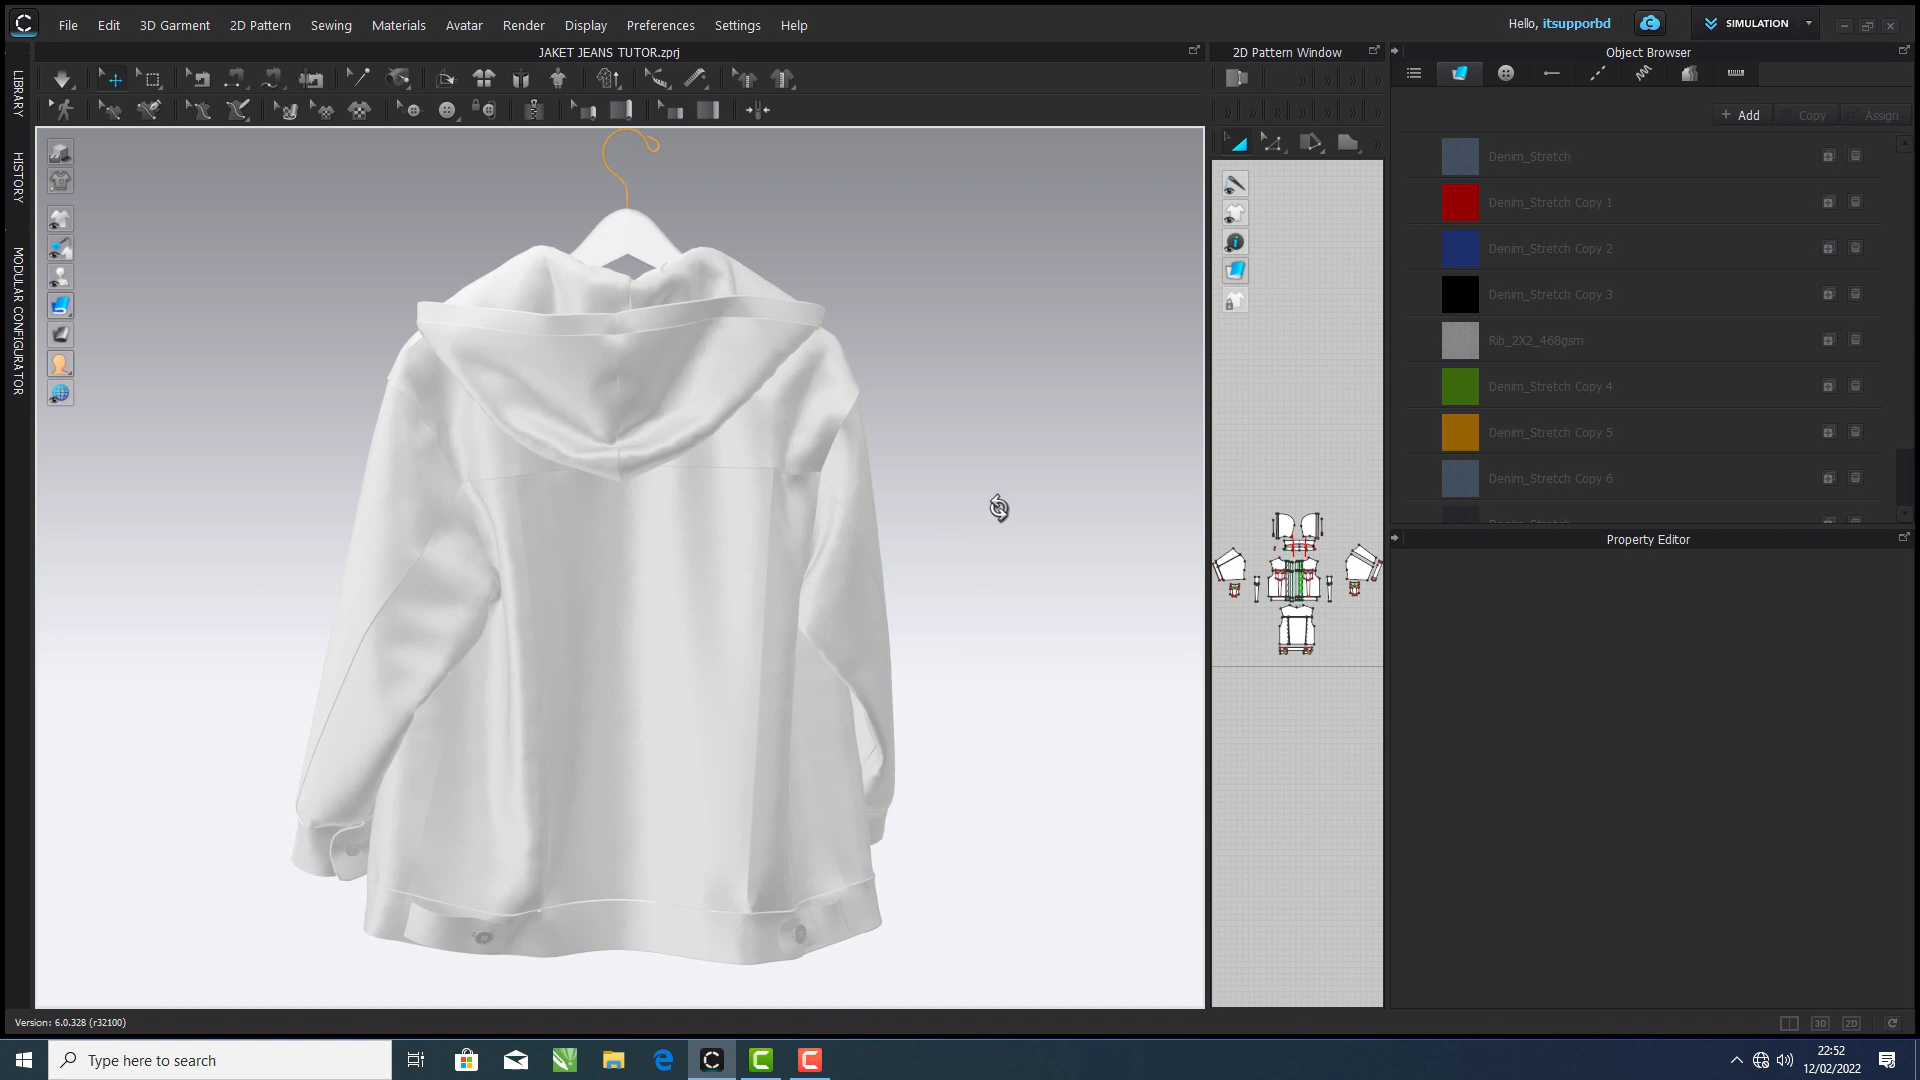 File Edit 3D Garment 2D Pattern Sewing Materials Avatar Render Display Preferences Settings Help
Hello, itsupporbd
SIMULATION
JAKET JEANS TUTOR.zprj
2D Pattern Window
Object Browser
LIBRARY
HISTORY
MODULAR CONFIGURATOR
+ Add
Copy
Assign
Denim_Stretch
Denim_Stretch Copy 1
Denim_Stretch Copy 2
Denim_Stretch Copy 3
Rib_2X2_468gsm
Denim_Stretch Copy 4
Denim_Stretch Copy 5
Denim_Stretch Copy 6
Property Editor
Version: 6.0.328 (r32100)
3D
2D
Type here to search
22:52
12/02/2022